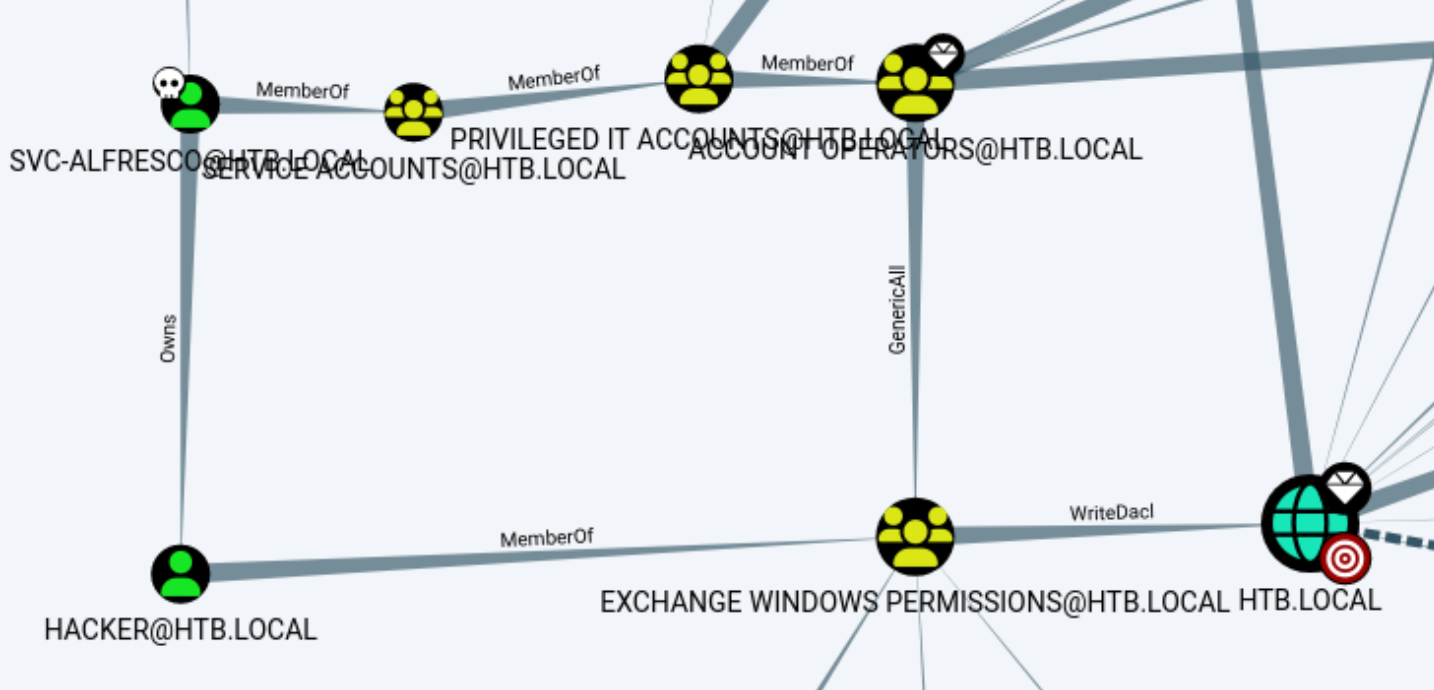 MemberOf
MemberOf
MemberOf
SVC-ALFRESCO@HTB.LOCAL
SERVICE ACCOUNTS@HTB.LOCAL
PRIVILEGED IT ACCOUNTS@HTB.LOCAL
ACCOUNT OPERATORS@HTB.LOCAL
Owns
GenericAll
MemberOf
WriteDacl
HACKER@HTB.LOCAL
EXCHANGE WINDOWS PERMISSIONS@HTB.LOCAL
HTB.LOCAL